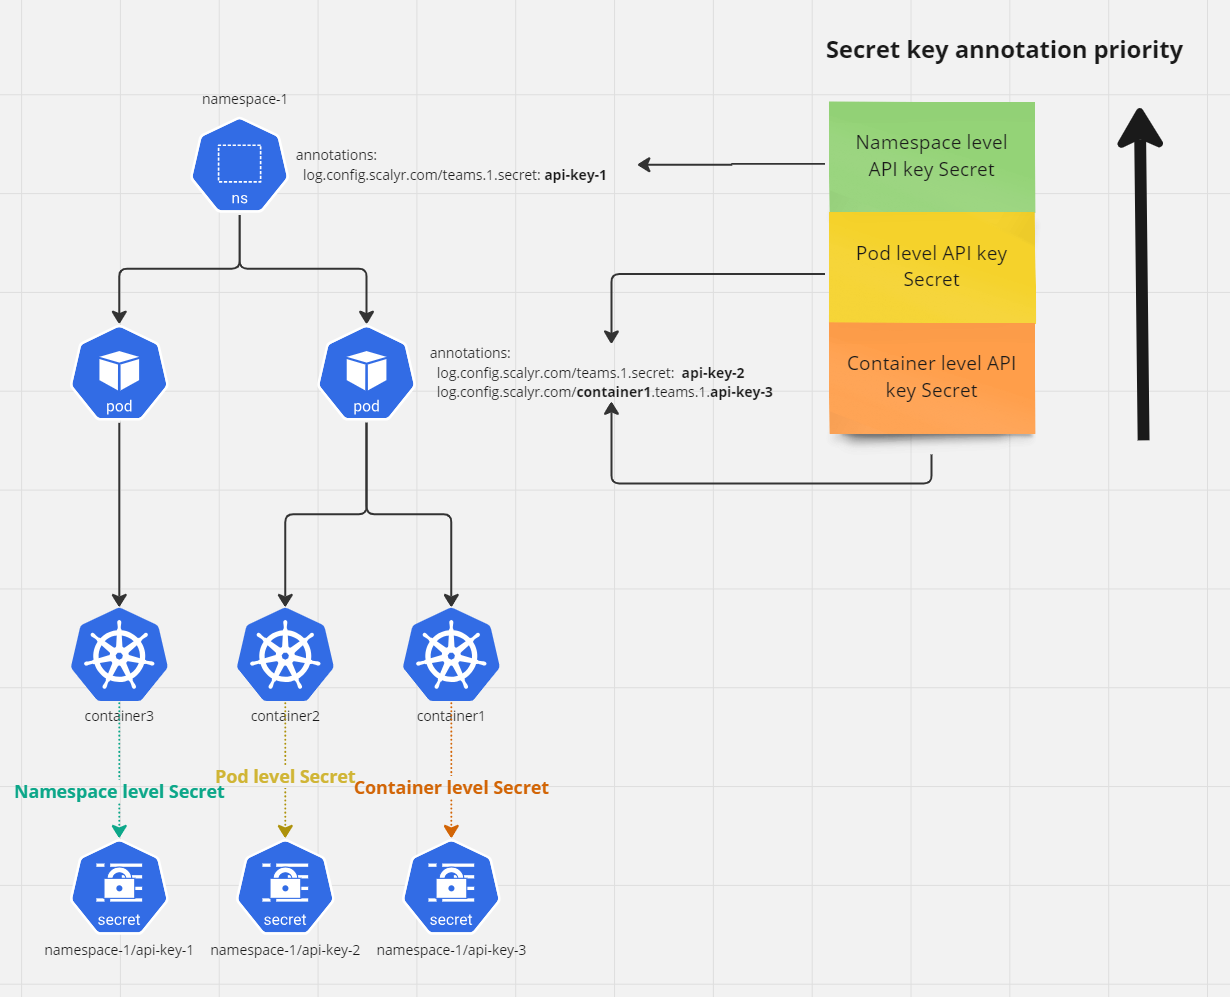 Secret key annotation priority
namespace-1
ns
annotations:
log.config.scalyr.com/teams.1.secret: api-key-1
Namespace level
API key Secret
Pod level API key
Secret
Container level API
key Secret
pod
pod
annotations:
log.config.scalyr.com/teams.1.secret: api-key-2
log.config.scalyr.com/container1.teams.1.api-key-3
container3
container2
container1
Namespace level Secret
Pod level Secret
Container level Secret
secret
secret
secret
namespace-1/api-key-1
namespace-1/api-key-2
namespace-1/api-key-3